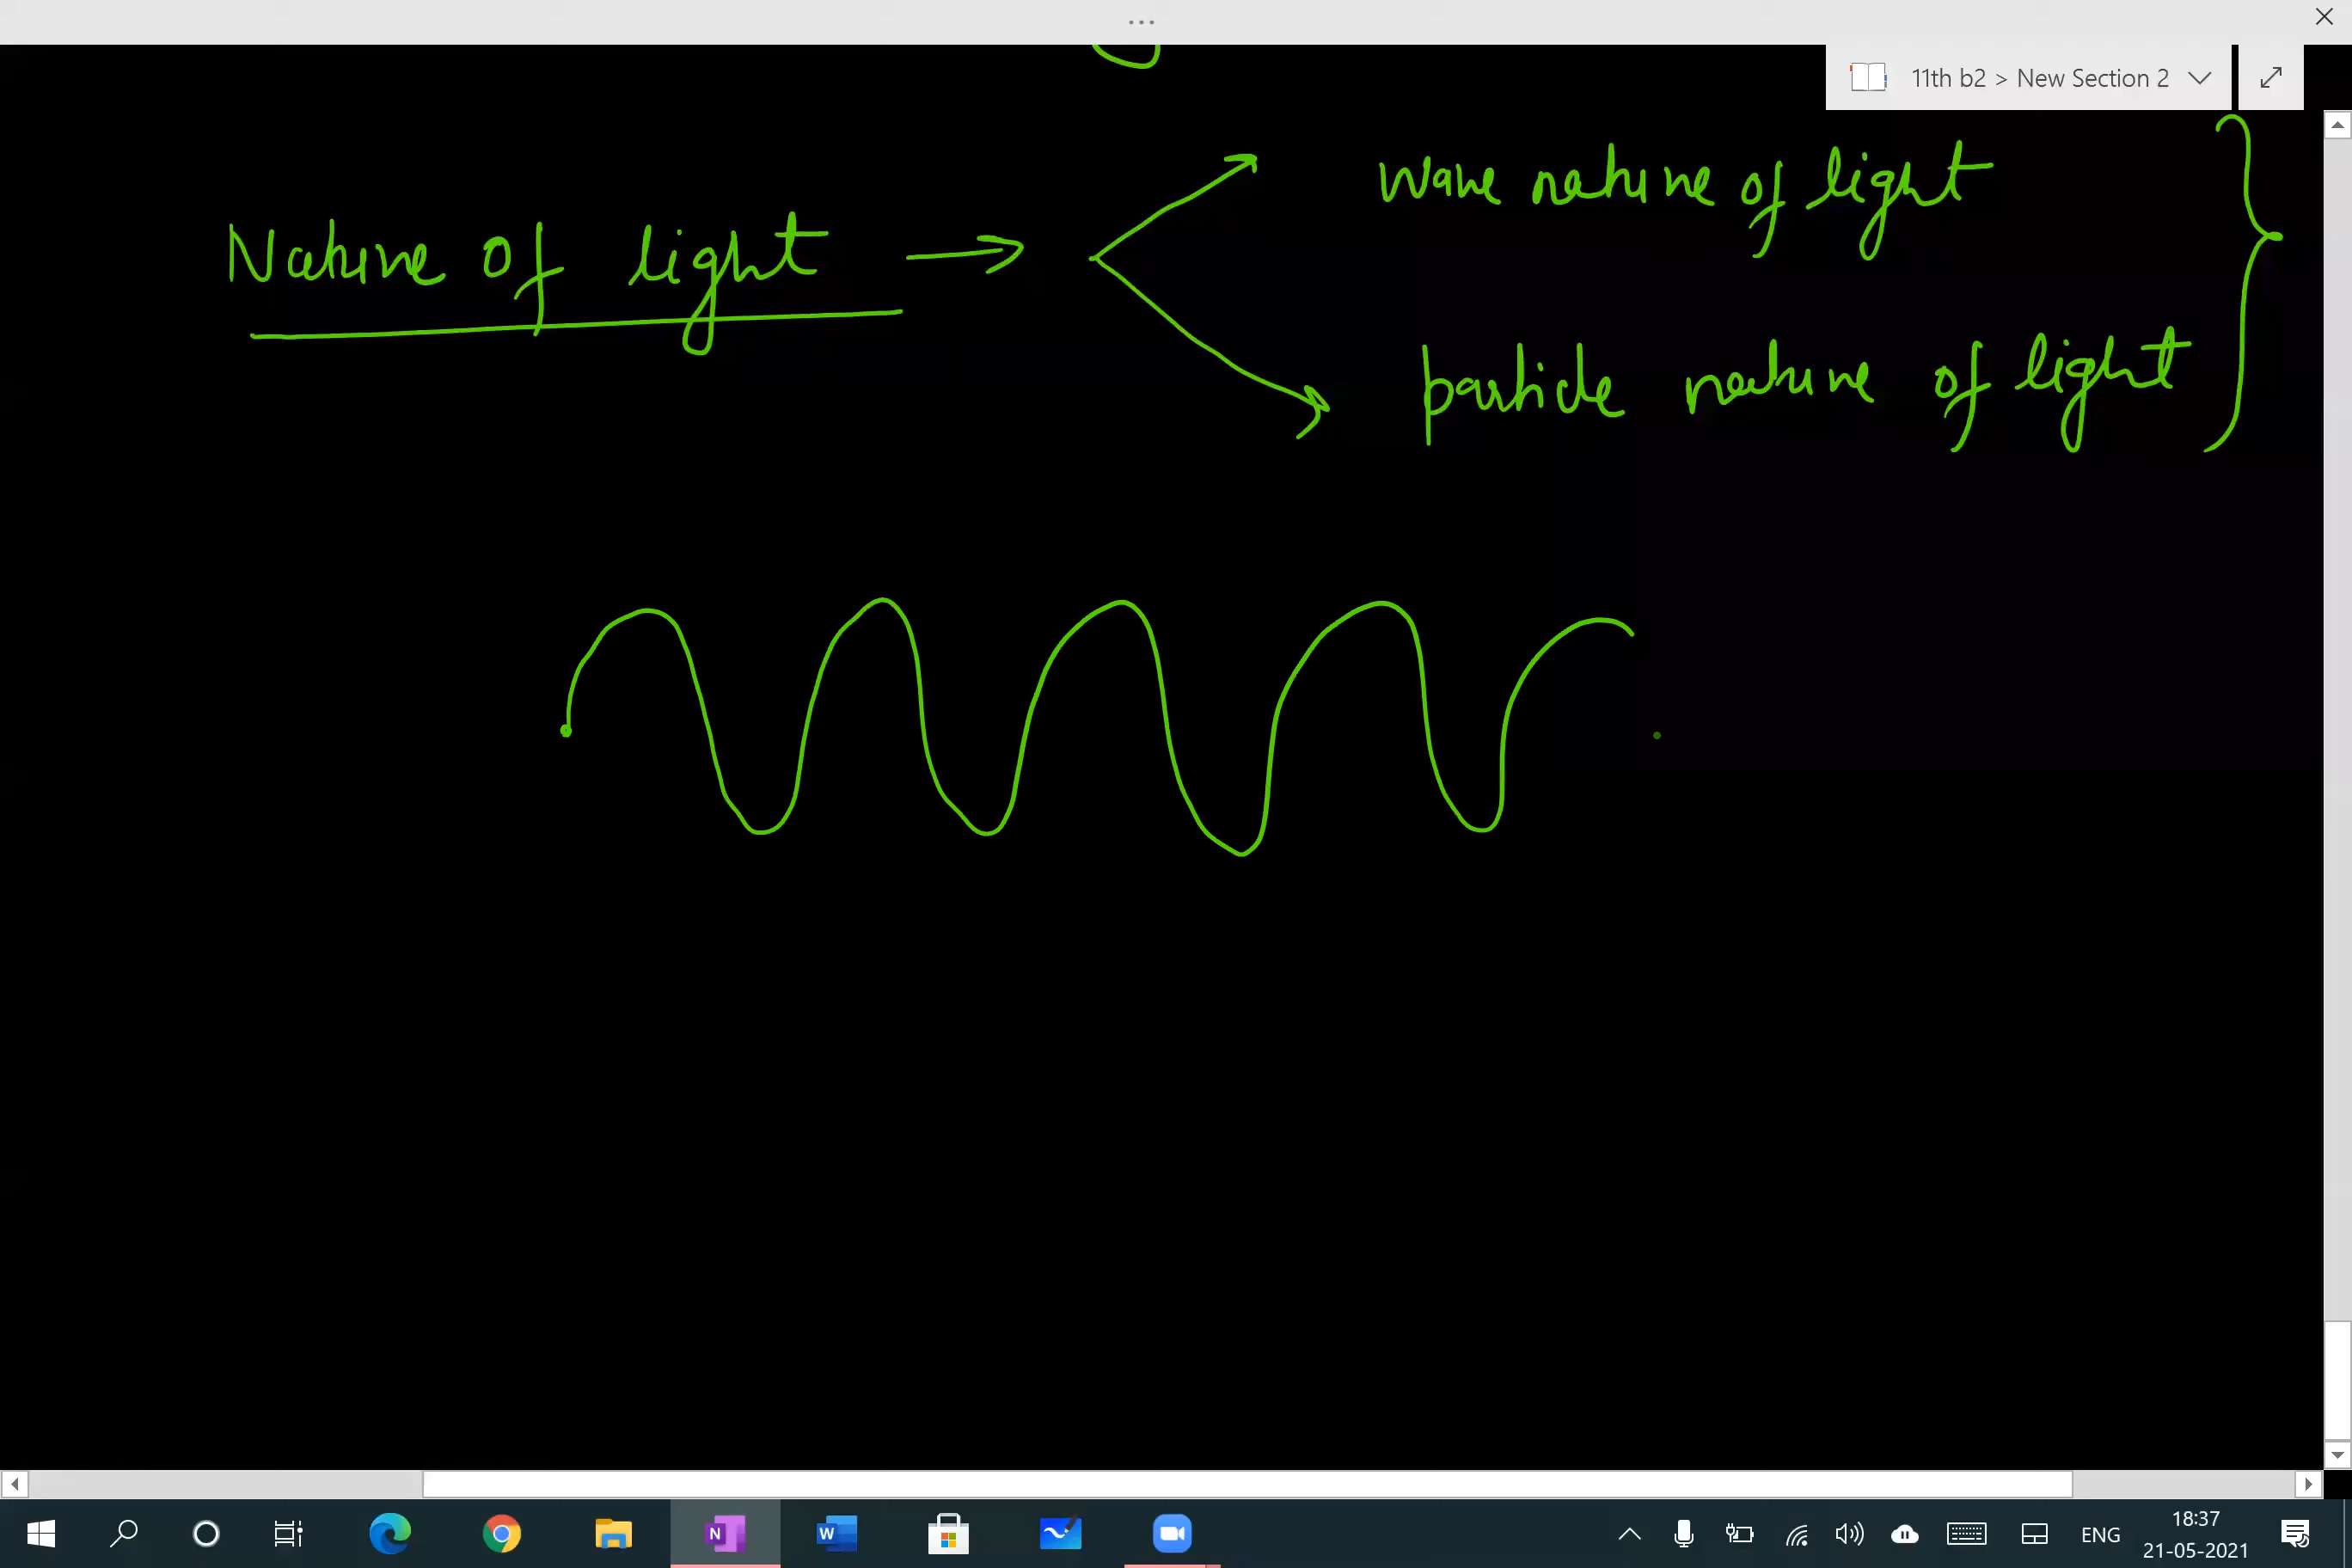 11th b2 > New Section 2
wave nature of light
Nature of light →
particle nature of light
ENG
18:37
21-05-2021